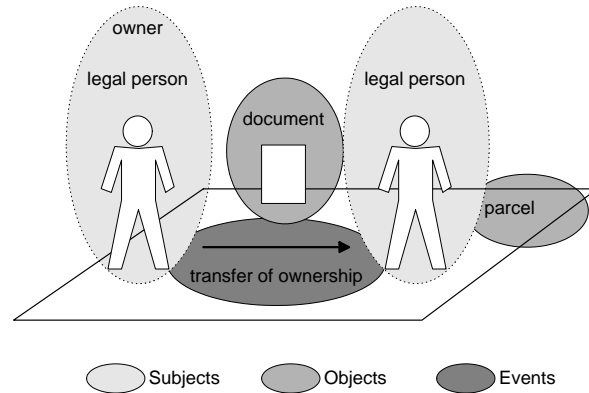 owner
legal person
legal person
document
parcel
transfer of ownership
Subjects
Objects
Events